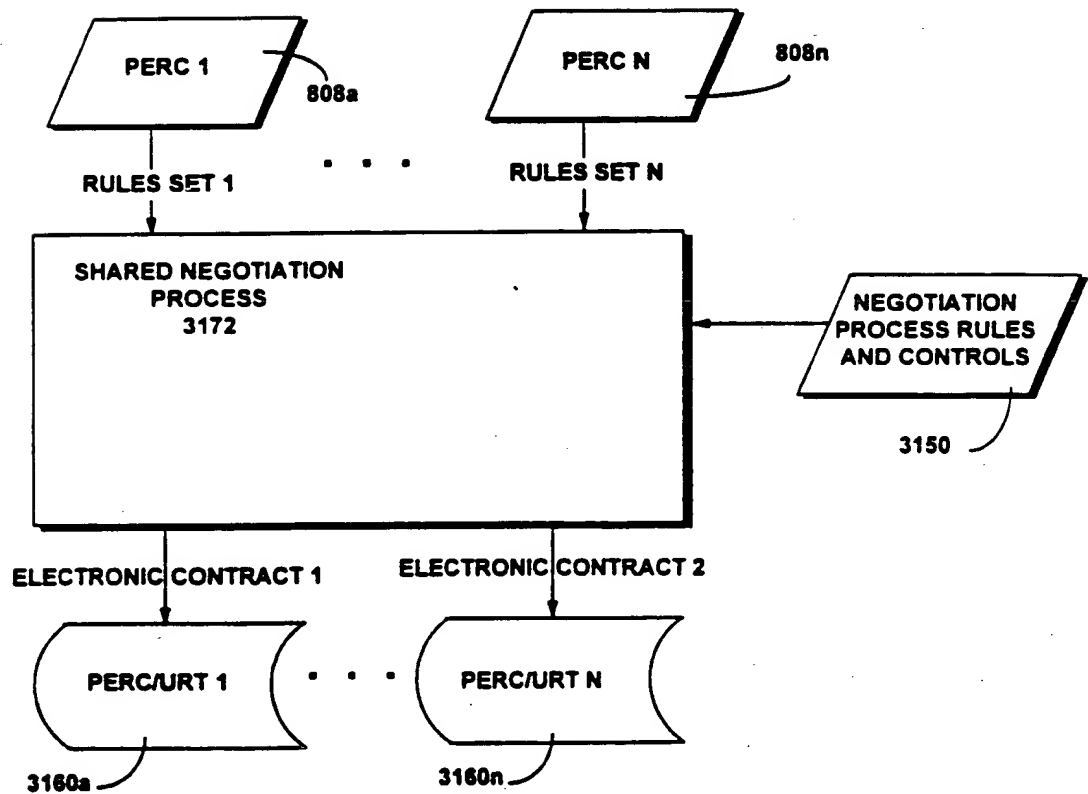 PERC 1
808a
PERC N
808n
RULES SET 1
RULES SET N
SHARED NEGOTIATION
PROCESS
3172
NEGOTIATION
PROCESS RULES
AND CONTROLS
3150
ELECTRONIC CONTRACT 1
ELECTRONIC CONTRACT 2
PERC/URT 1
PERC/URT N
3160a
3160n